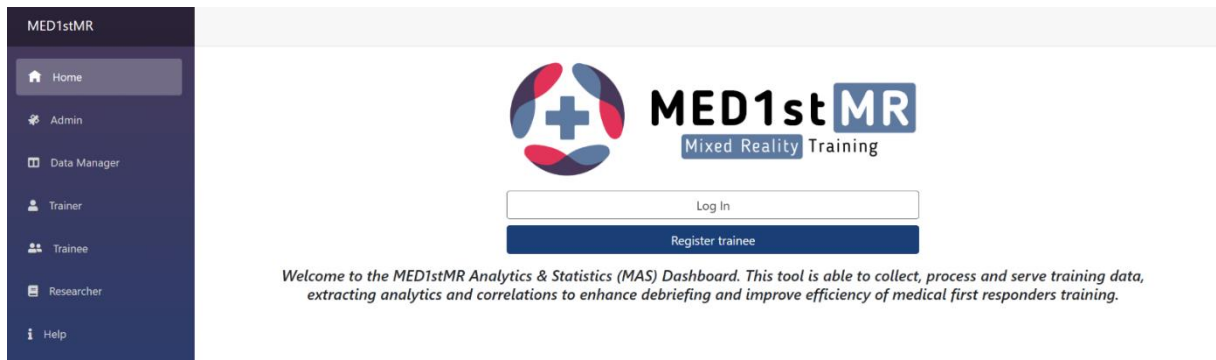 MED1stMR
Home
Admin
Data Manager
Trainer
Trainee
Researcher
Help
MED1st MR
Mixed Reality Training
Log In
Register trainee
Welcome to the MED1stMR Analytics & Statistics (MAS) Dashboard. This tool is able to collect, process and serve training data,
extracting analytics and correlations to enhance debriefing and improve efficiency of medical first responders training.